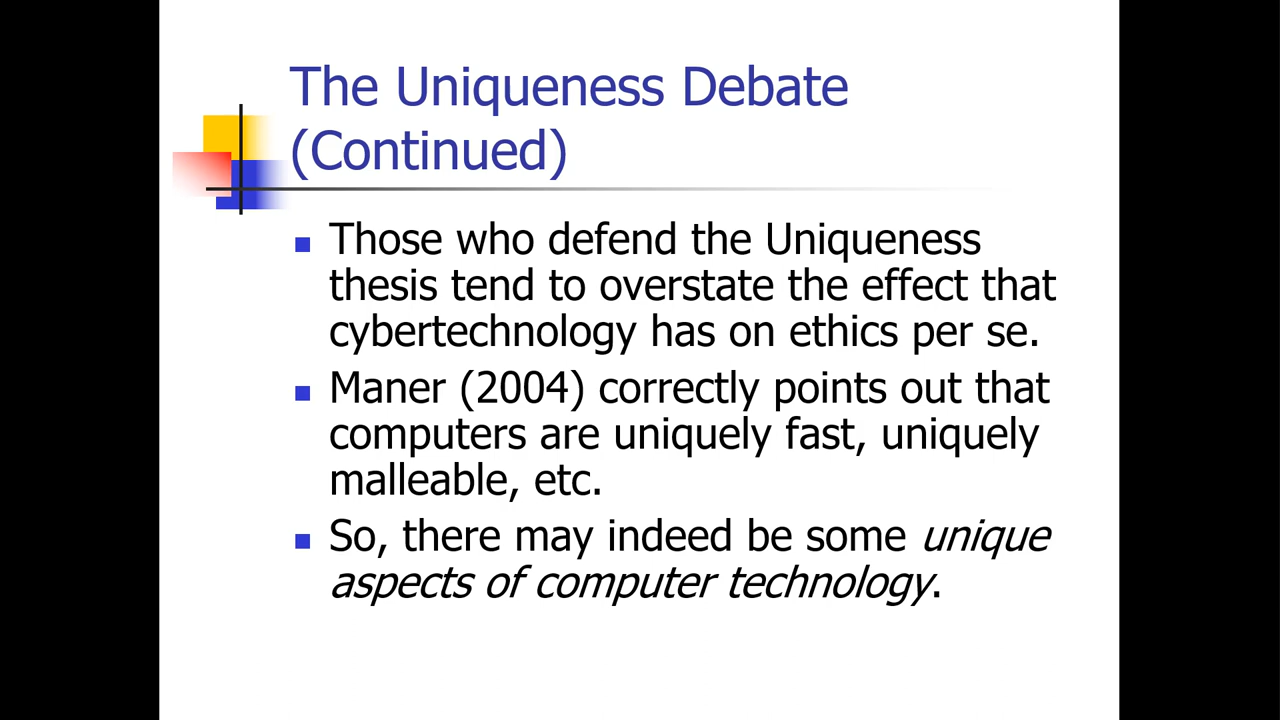 The Uniqueness Debate
(Continued)
Those who defend the Uniqueness
thesis tend to overstate the effect that
cybertechnology has on ethics per se.
Maner (2004) correctly points out that
computers are uniquely fast, uniquely
malleable, etc.
So, there may indeed be some unique
aspects of computer technology.